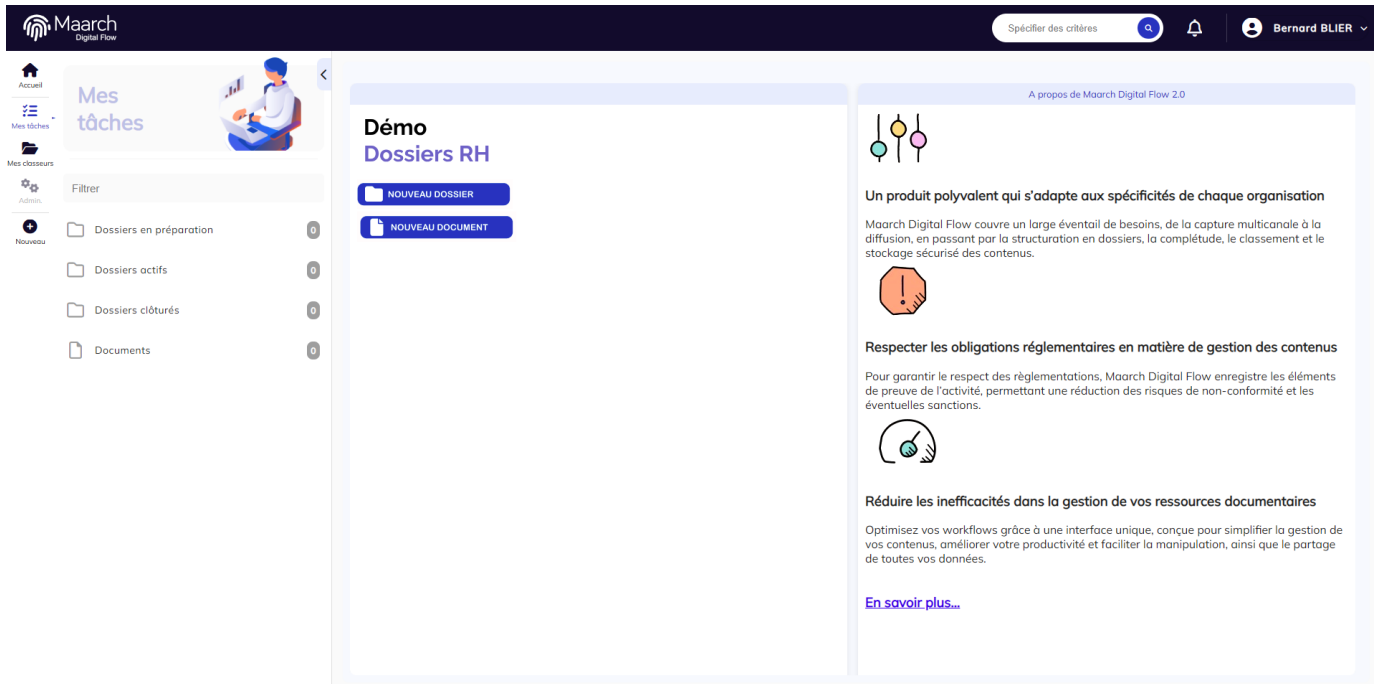 Maarch
Digital Flow
Spécifier des critères
Bernard BLIER
Accueil
Mes tâches
Mes classeurs
Admin.
Nouveau
Mes
tâches
Filtrer
Dossiers en préparation 0
Dossiers actifs 0
Dossiers clôturés 0
Documents 0
Démo
Dossiers RH
NOUVEAU DOSSIER
NOUVEAU DOCUMENT
A propos de Maarch Digital Flow 2.0
Un produit polyvalent qui s’adapte aux spécificités de chaque organisation
Maarch Digital Flow couvre un large éventail de besoins, de la capture multicanale à la
diffusion, en passant par la structuration en dossiers, la complétude, le classement et le
stockage sécurisé des contenus.
Respecter les obligations réglementaires en matière de gestion des contenus
Pour garantir le respect des règlementations, Maarch Digital Flow enregistre les éléments
de preuve de l’activité, permettant une réduction des risques de non-conformité et les
éventuelles sanctions.
Réduire les inefficacités dans la gestion de vos ressources documentaires
Optimisez vos workflows grâce à une interface unique, conçue pour simplifier la gestion de
vos contenus, améliorer votre productivité et faciliter la manipulation, ainsi que le partage
de toutes vos données.
En savoir plus...